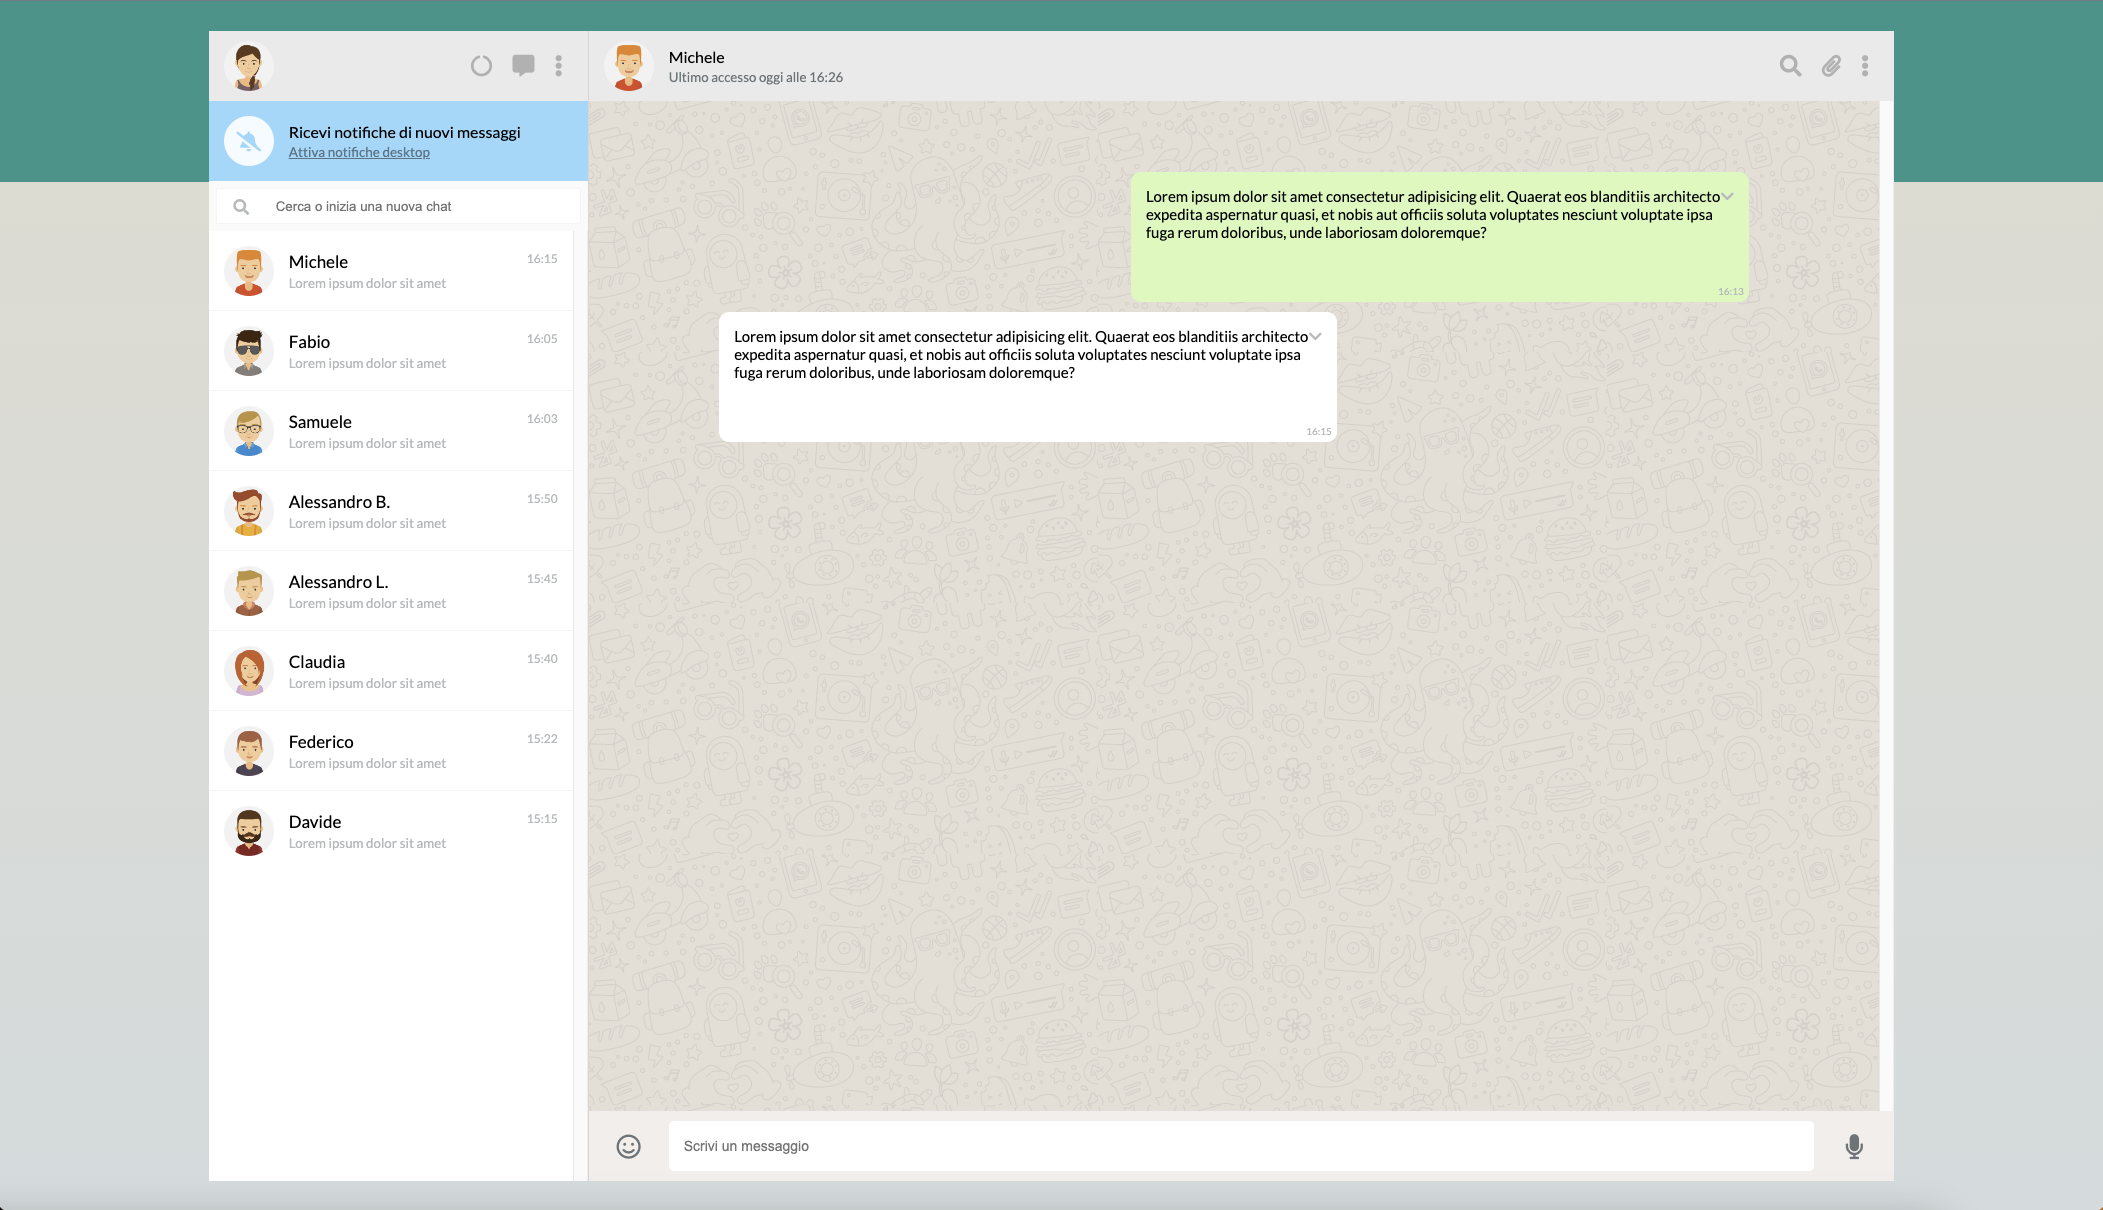 Michele
Ultimo accesso oggi alle 16:26
Ricevi notifiche di nuovi messaggi
Attiva notifiche desktop
Cerca o inizia una nuova chat
Michele
16:15
Lorem ipsum dolor sit amet
Fabio
16:05
Lorem ipsum dolor sit amet
Samuele
16:03
Lorem ipsum dolor sit amet
Alessandro B.
15:50
Lorem ipsum dolor sit amet
Alessandro L.
15:45
Lorem ipsum dolor sit amet
Claudia
15:40
Lorem ipsum dolor sit amet
Federico
15:22
Lorem ipsum dolor sit amet
Davide
15:15
Lorem ipsum dolor sit amet
Lorem ipsum dolor sit amet consectetur adipisicing elit. Quaerat eos blanditiis architecto
expedita aspernatur quasi, et nobis aut officiis soluta voluptates nesciunt voluptate ipsa
fuga rerum doloribus, unde laboriosam doloremque?
16:13
Lorem ipsum dolor sit amet consectetur adipisicing elit. Quaerat eos blanditiis architecto
expedita aspernatur quasi, et nobis aut officiis soluta voluptates nesciunt voluptate ipsa
fuga rerum doloribus, unde laboriosam doloremque?
16:15
Scrivi un messaggio